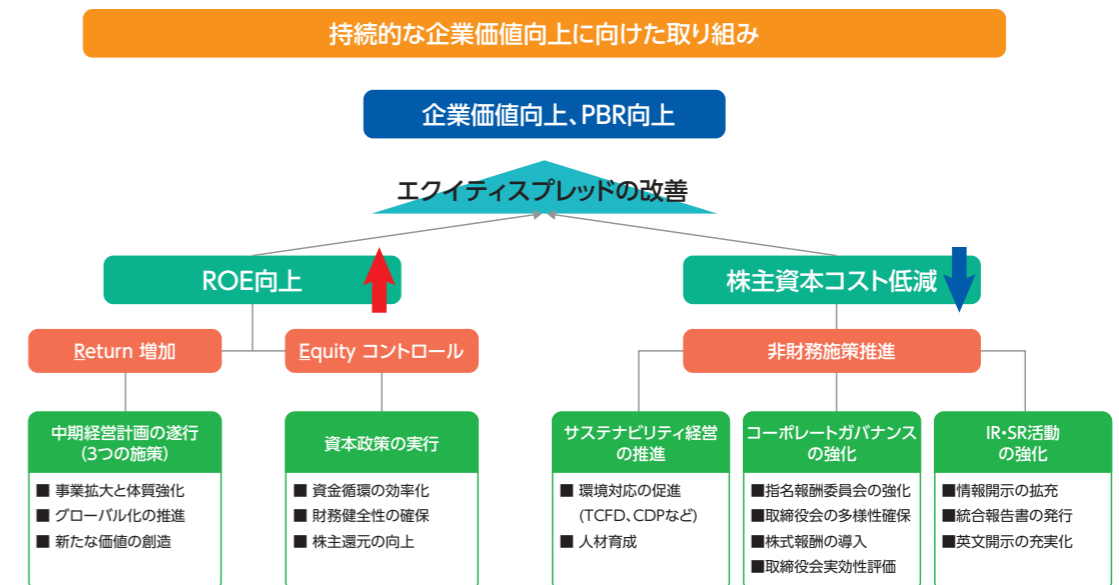 持続的な企業価値向上に向けた取り組み
企業価値向上、PBR向上
エクイティスプレッドの改善
ROE向上
株主資本コスト低減
Return 増加
Equity コントロール
非財務施策推進
中期経営計画の遂行
(3つの施策)
■ 事業拡大と体質強化
■ グローバル化の推進
■ 新たな価値の創造
資本政策の実行
■ 資金循環の効率化
■ 財務健全性の確保
■ 株主還元の向上
サステナビリティ経営
の推進
■ 環境対応の促進
(TCFD、CDPなど)
■ 人材育成
コーポレートガバナンス
の強化
■指名報酬委員会の強化
■取締役会の多様性確保
■株式報酬の導入
■取締役会実効性評価
IR・SR活動
の強化
■情報開示の拡充
■統合報告書の発行
■英文開示の充実化